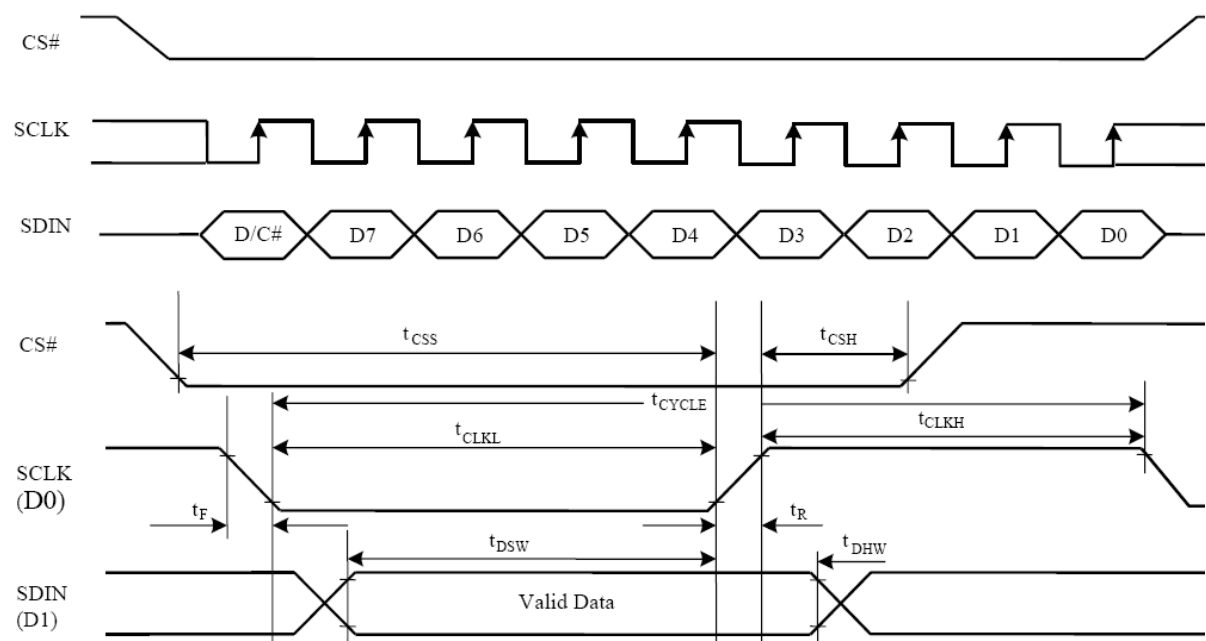 CS#
SCLK
SDIN D/C# D7 D6 D5 D4 D3 D2 D1 D0
CS# tCSS tCSH
tCYCLE
tCLKL tCLKH
SCLK
(D0)
tF tR
tDSW tDHW
SDIN
(D1)
Valid Data